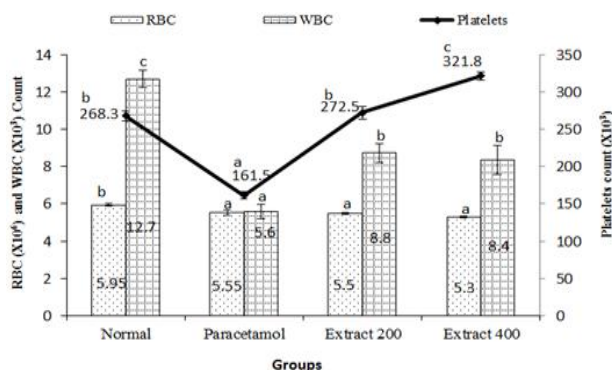 RBC WBC Platelets
14 350
12 300
10 250
8 200
6 150
4 100
2 50
0 0
RBC (X10⁶) and WBC (X10³) Count
Platelets count (X10³)
b
268.3
c
b
5.95
12.7
a
161.5
a a
5.55
5.6
b
272.5
b
a
5.5
8.8
c
321.8
b
a
5.3
8.4
Normal Paracetamol Extract 200 Extract 400
Groups